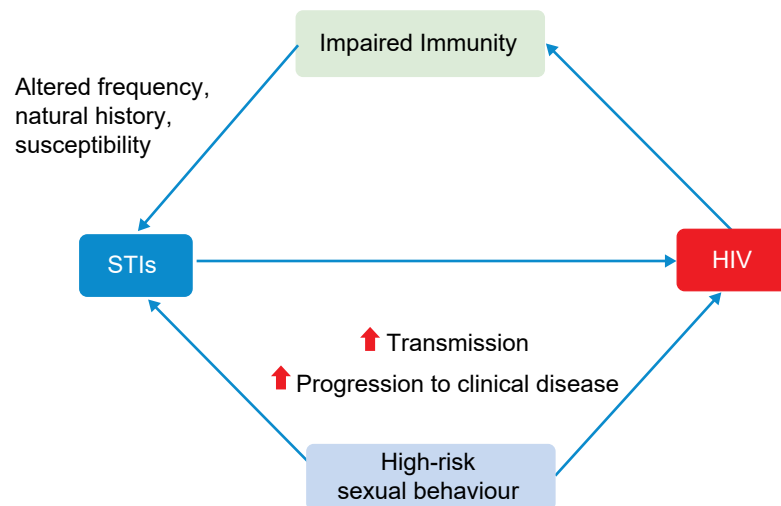 Impaired Immunity
Altered frequency,
natural history,
susceptibility
STIs
HIV
Transmission
Progression to clinical disease
High-risk
sexual behaviour